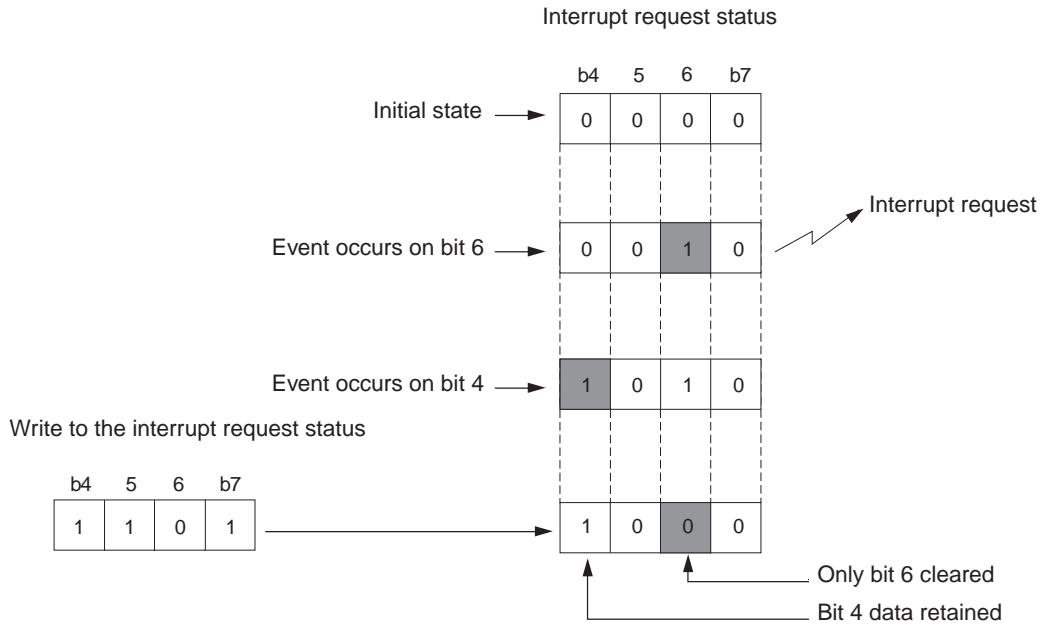 Interrupt request status
b4 5 6 b7
Initial state
0 0 0 0
Interrupt request
Event occurs on bit 6
0 0 1 0
Event occurs on bit 4
1 0 1 0
Write to the interrupt request status
b4 5 6 b7
1 1 0 1
1 0 0 0
Only bit 6 cleared
Bit 4 data retained